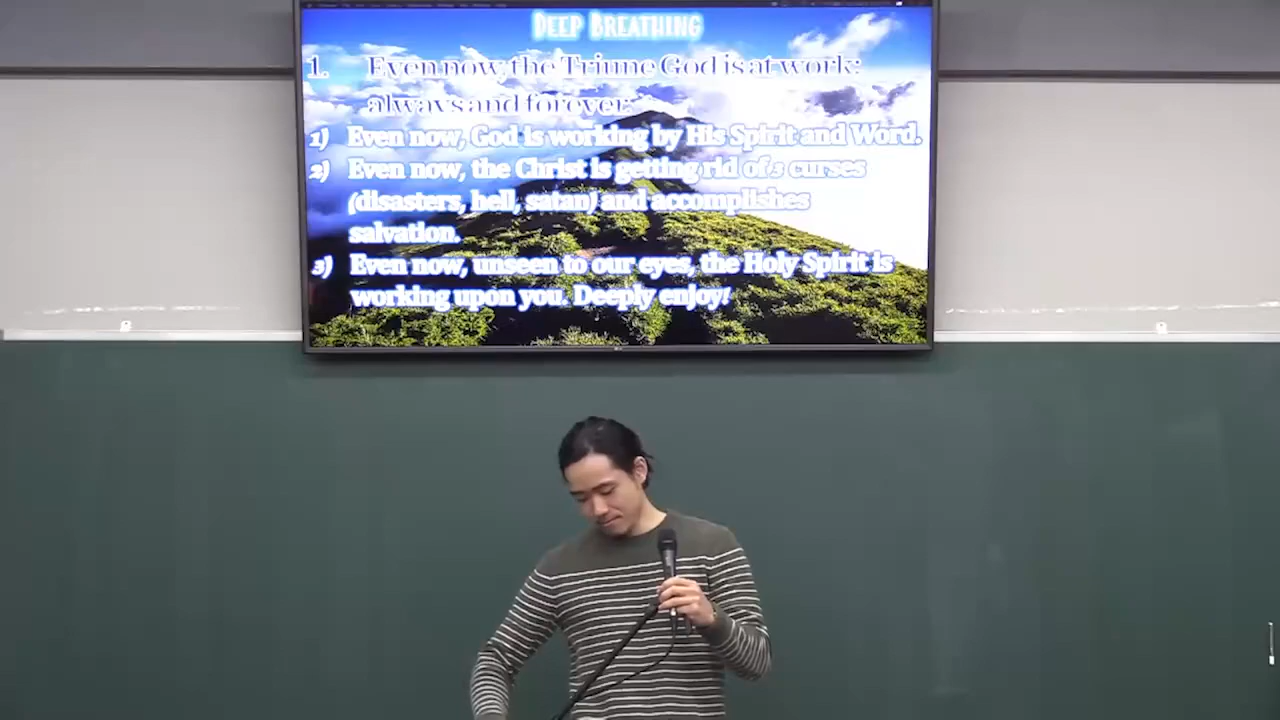 DEEP BREATHING
1. Even now, the Triune God is at work:
always and forever.
1) Even now, God is working by His Spirit and Word.
2) Even now, the Christ is getting rid of 3 curses
(disasters, hell, satan) and accomplishes
salvation.
3) Even now, unseen to our eyes, the Holy Spirit is
working upon you. Deeply enjoy!